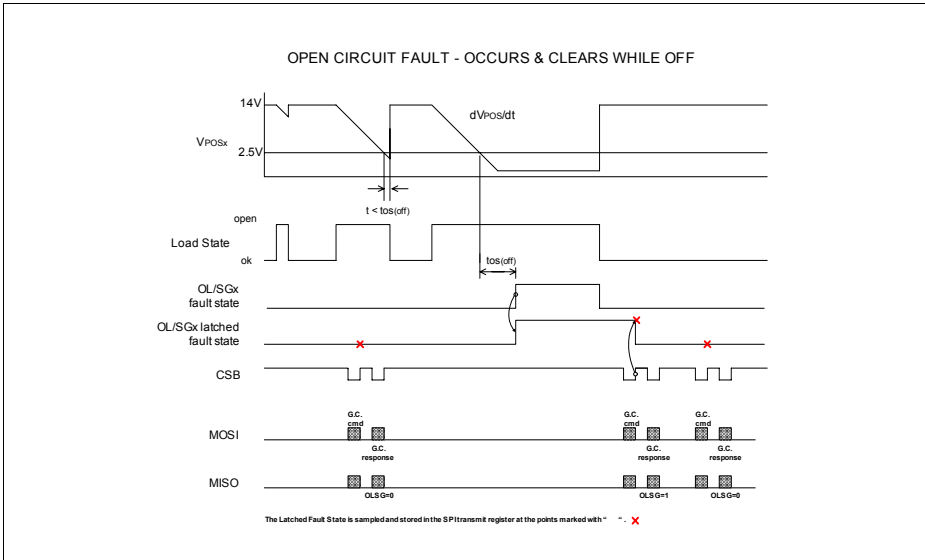 OPEN CIRCUIT FAULT - OCCURS & CLEARS WHILE OFF
14V
dVPOS/dt
VPOSx
2.5V
t < tos(off)
open
Load State
ok
tos(off)
OL/SGx
fault state
OL/SGx latched
fault state
CSB
G.C.
cmd
G.C.
cmd
G.C.
cmd
MOSI
G.C.
response
G.C.
response
G.C.
response
MISO
OLSG=0
OLSG=1
OLSG=0
The Latched Fault State is sampled and stored in the SPI transmit register at the points marked with " ".